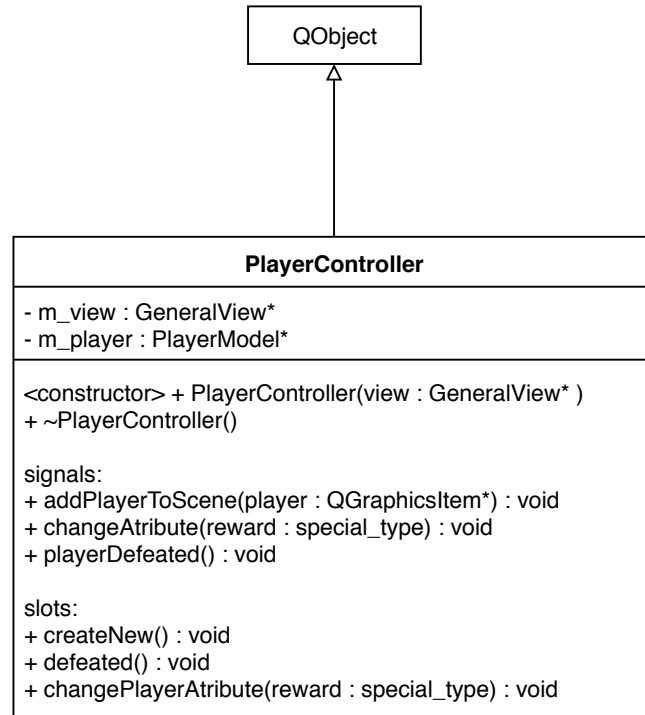 QObject
PlayerController
- m_view : GeneralView*
- m_player : PlayerModel*
<constructor> + PlayerController(view : GeneralView* )
+ ~PlayerController()
signals:
+ addPlayerToScene(player : QGraphicsItem*) : void
+ changeAtribute(reward : special_type) : void
+ playerDefeated() : void
slots:
+ createNew() : void
+ defeated() : void
+ changePlayerAtribute(reward : special_type) : void